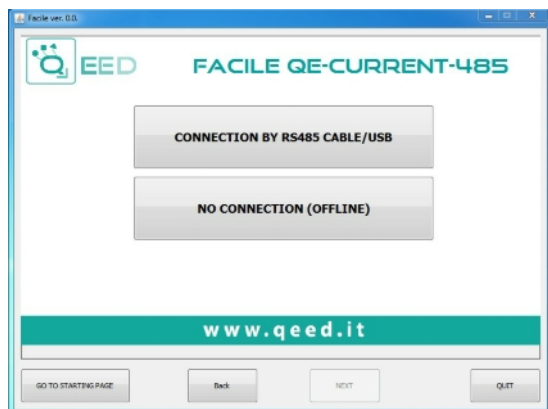 Facile ver. 0.0.
QEED
FACILE QE-CURRENT-485
CONNECTION BY RS485 CABLE/USB
NO CONNECTION (OFFLINE)
www.qeed.it
GO TO STARTING PAGE
Back
NEXT
QUIT